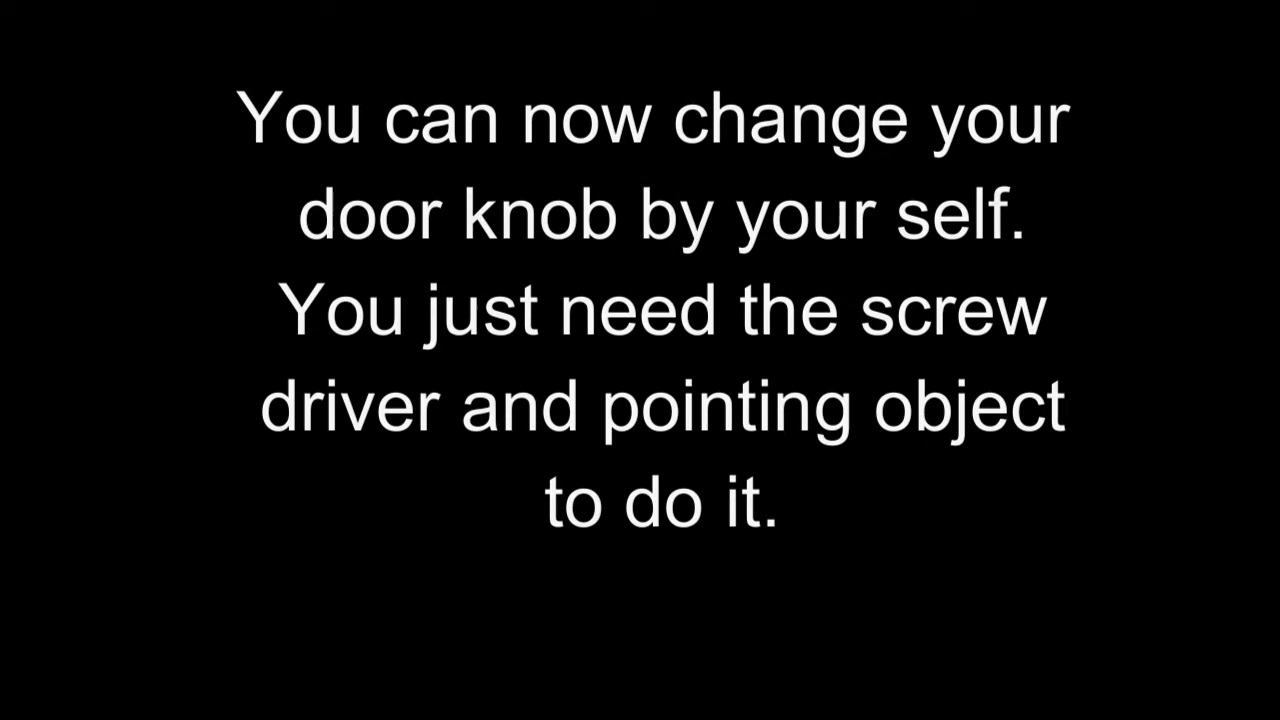 You can now change your
door knob by your self.
You just need the screw
driver and pointing object
to do it.